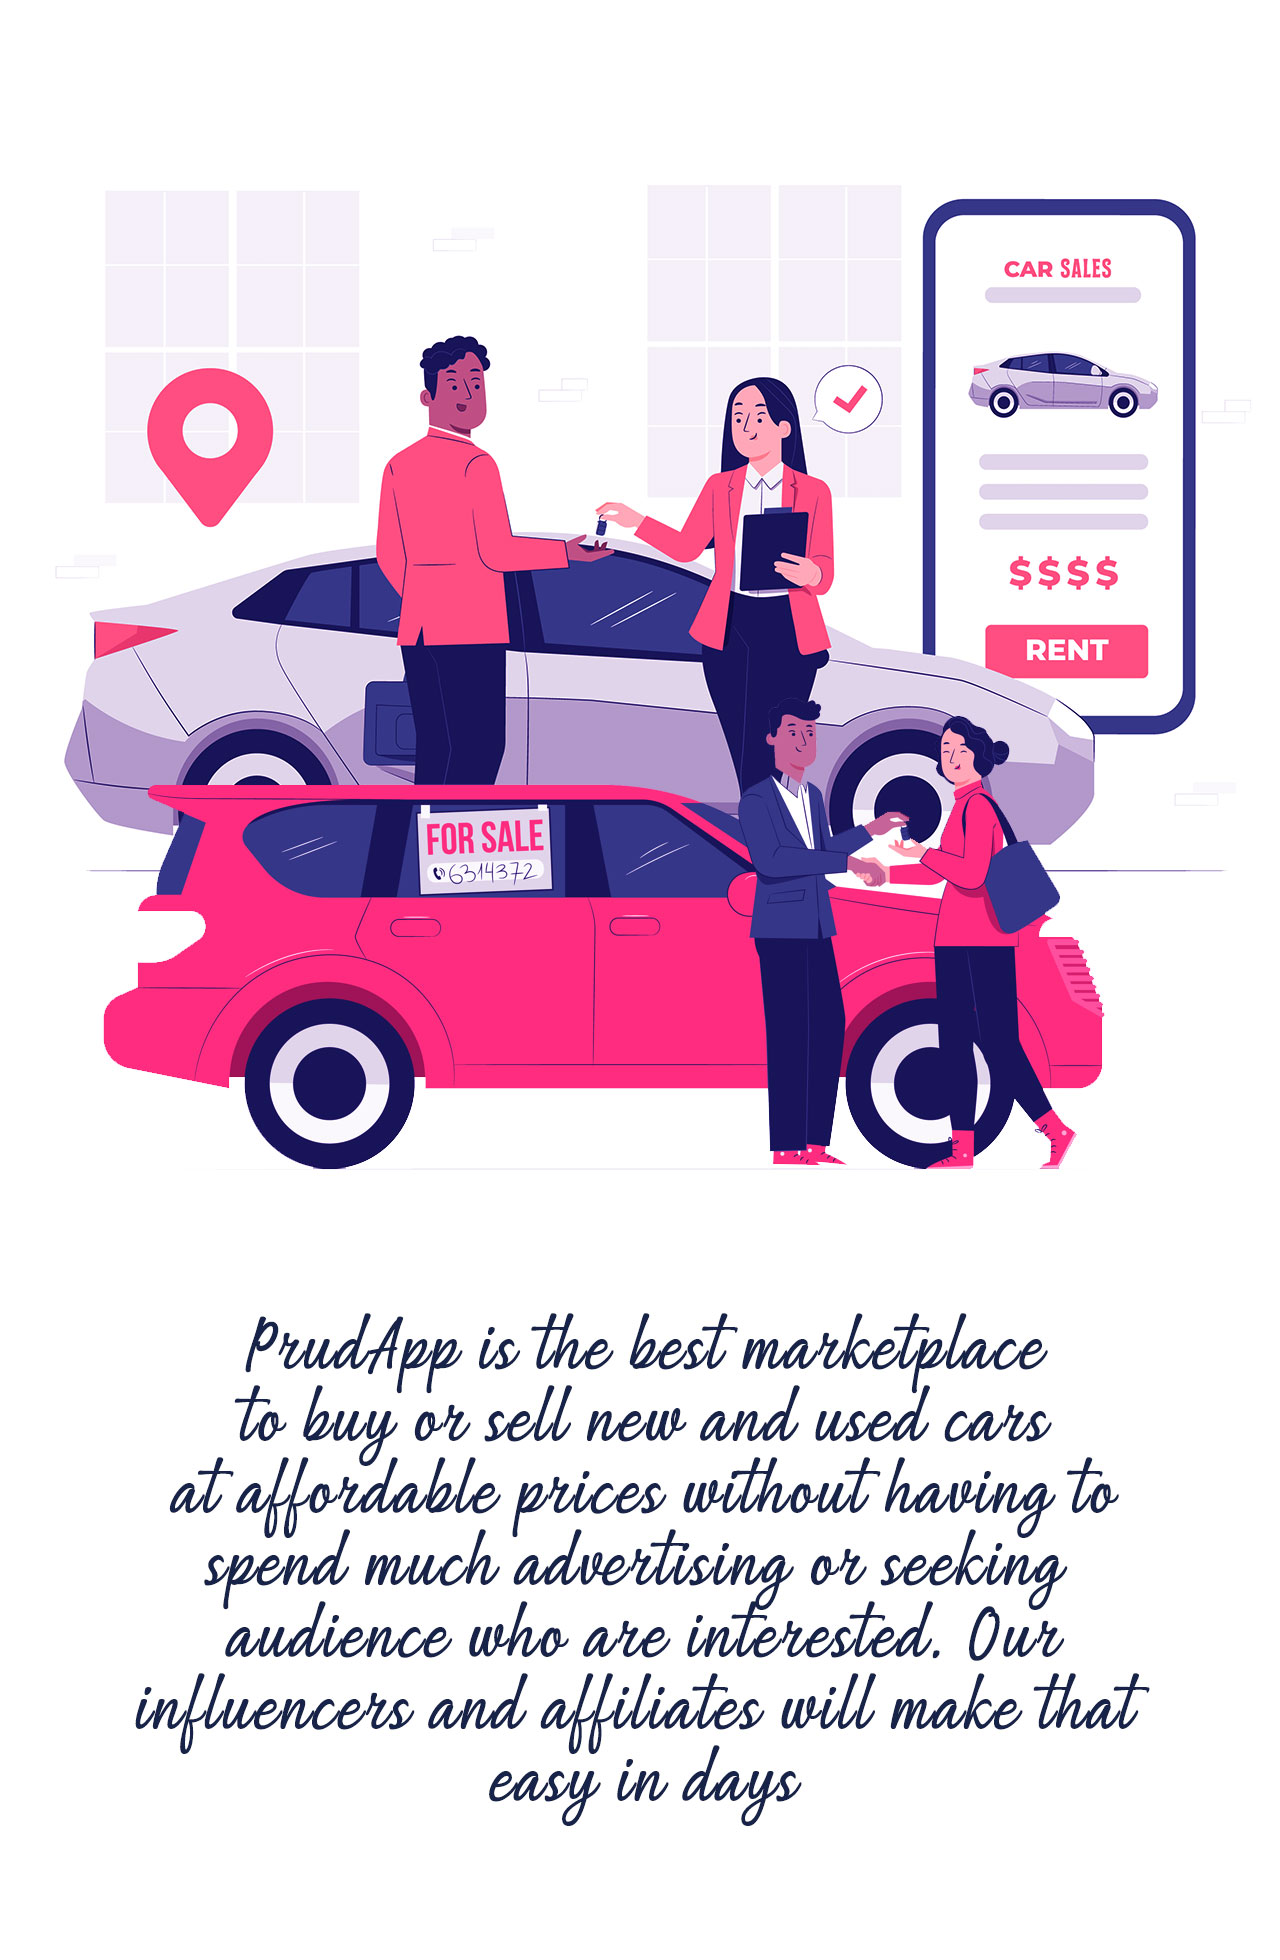 CAR SALES
$$$$
RENT
FOR SALE
6314372
PrudApp is the best marketplace
to buy or sell new and used cars
at affordable prices without having to
spend much advertising or seeking
audience who are interested. Our
influencers and affiliates will make that
easy in days